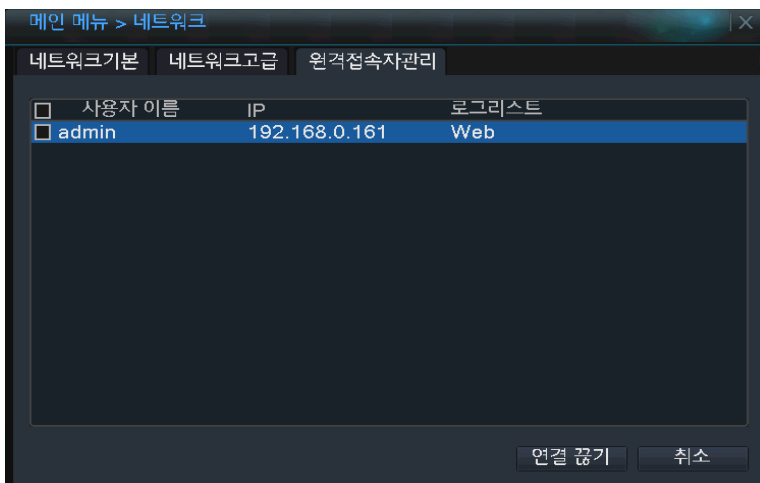 메인 메뉴 > 네트워크
네트워크기본 네트워크고급 원격접속자관리
사용자 이름 IP 로그리스트
admin 192.168.0.161 Web
연결 끊기 취소